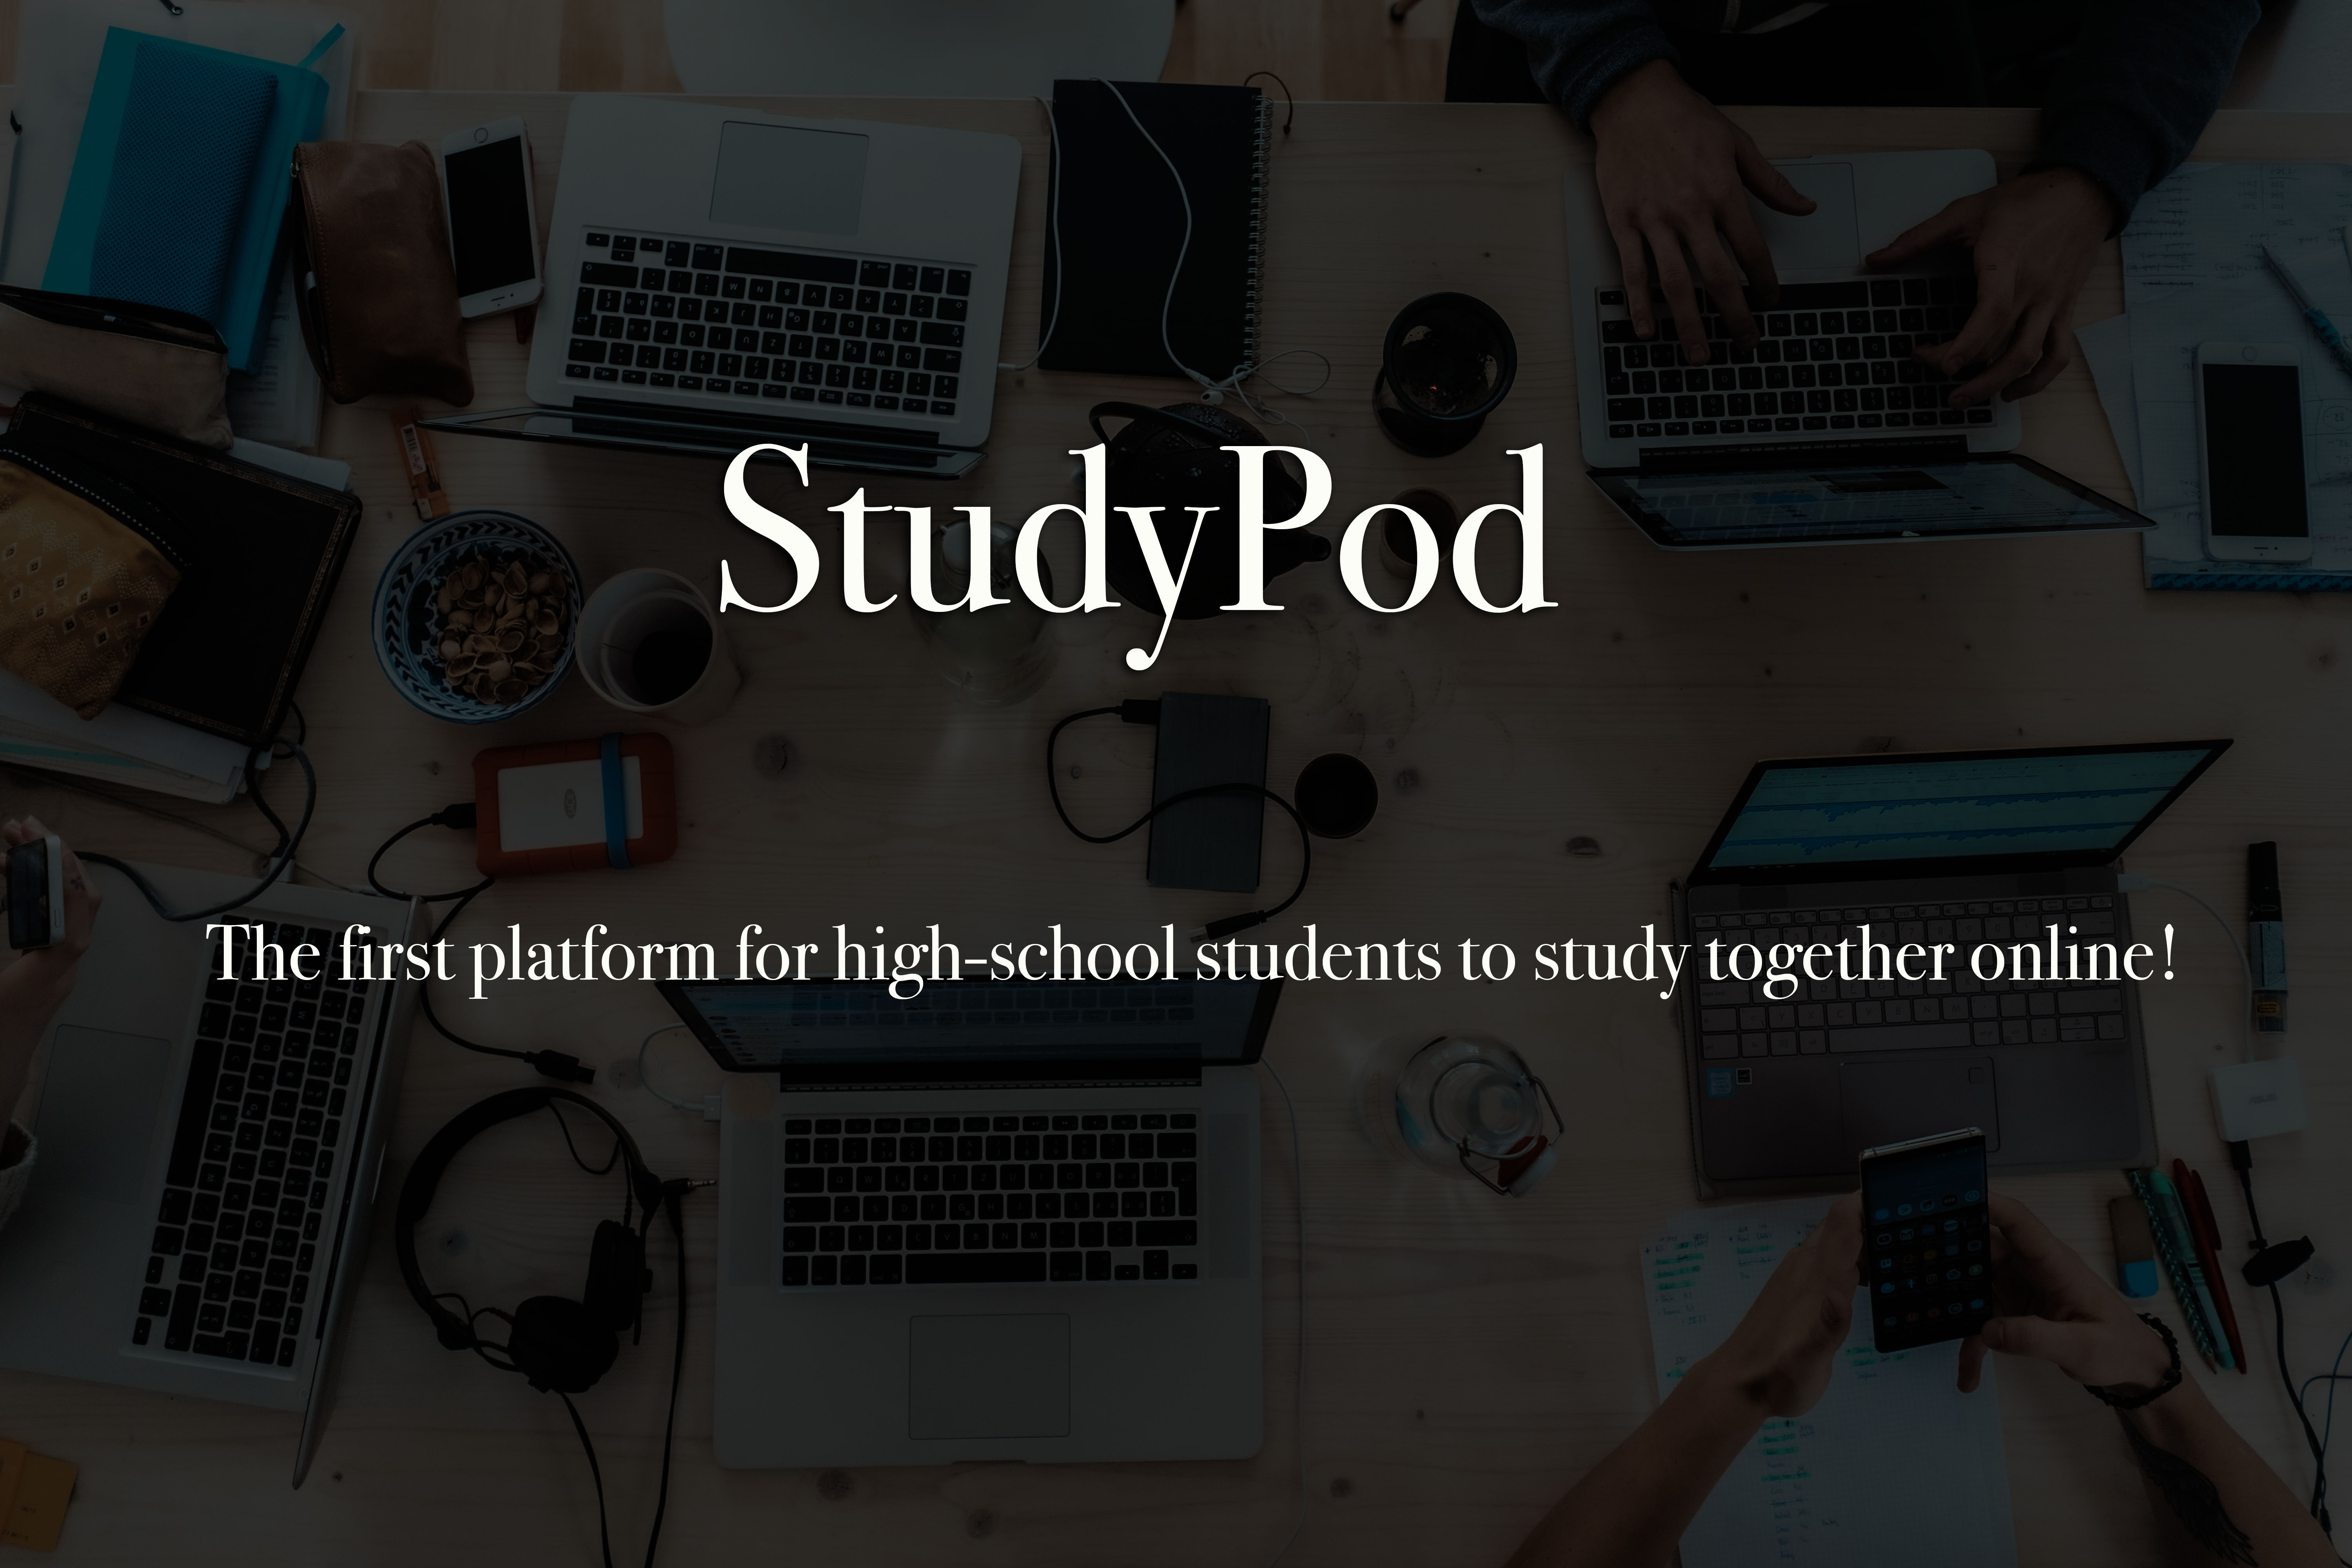 StudyPod
The first platform for high-school students to study together online!